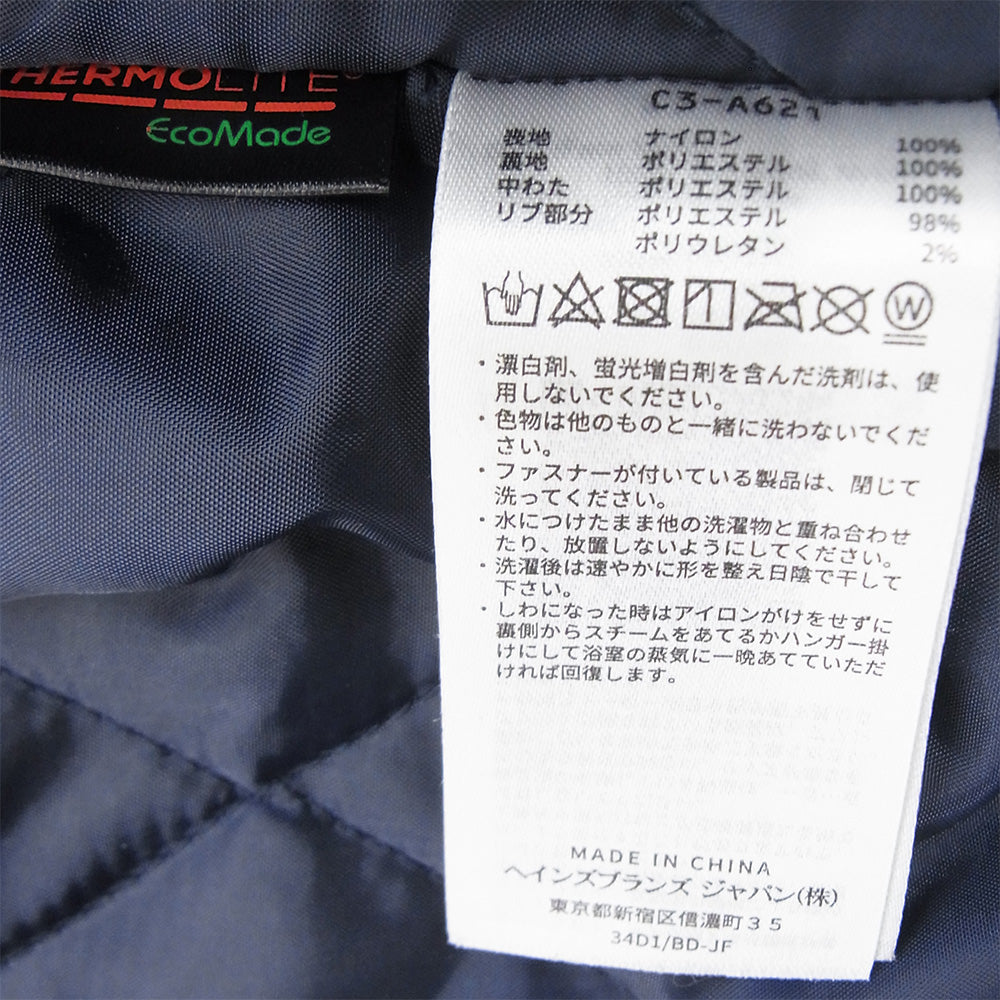 THERMOLITE®
EcoMade
C3-A621
表地 ナイロン 100%
裏地 ポリエステル 100%
中わた ポリエステル 100%
リブ部分 ポリエステル 98%
ポリウレタン 2%
W
・漂白剤、蛍光増白剤を含んだ洗剤は、使
用しないでください。
・色物は他のものと一緒に洗わないでくだ
さい。
・ファスナーが付いている製品は、閉じて
洗ってください。
・水につけたまま他の洗濯物と重ね合わせ
たり、放置しないようにしてください。
・洗濯後は速やかに形を整え日陰で干して
下さい。
・しわになった時はアイロンがけをせずに
裏側からスチームをあてるかハンガー掛
けにして浴室の蒸気に一晩あてていただ
ければ回復します。
MADE IN CHINA
ヘインズブランズ ジャパン(株)
東京都新宿区信濃町35
34D1/BD-JF